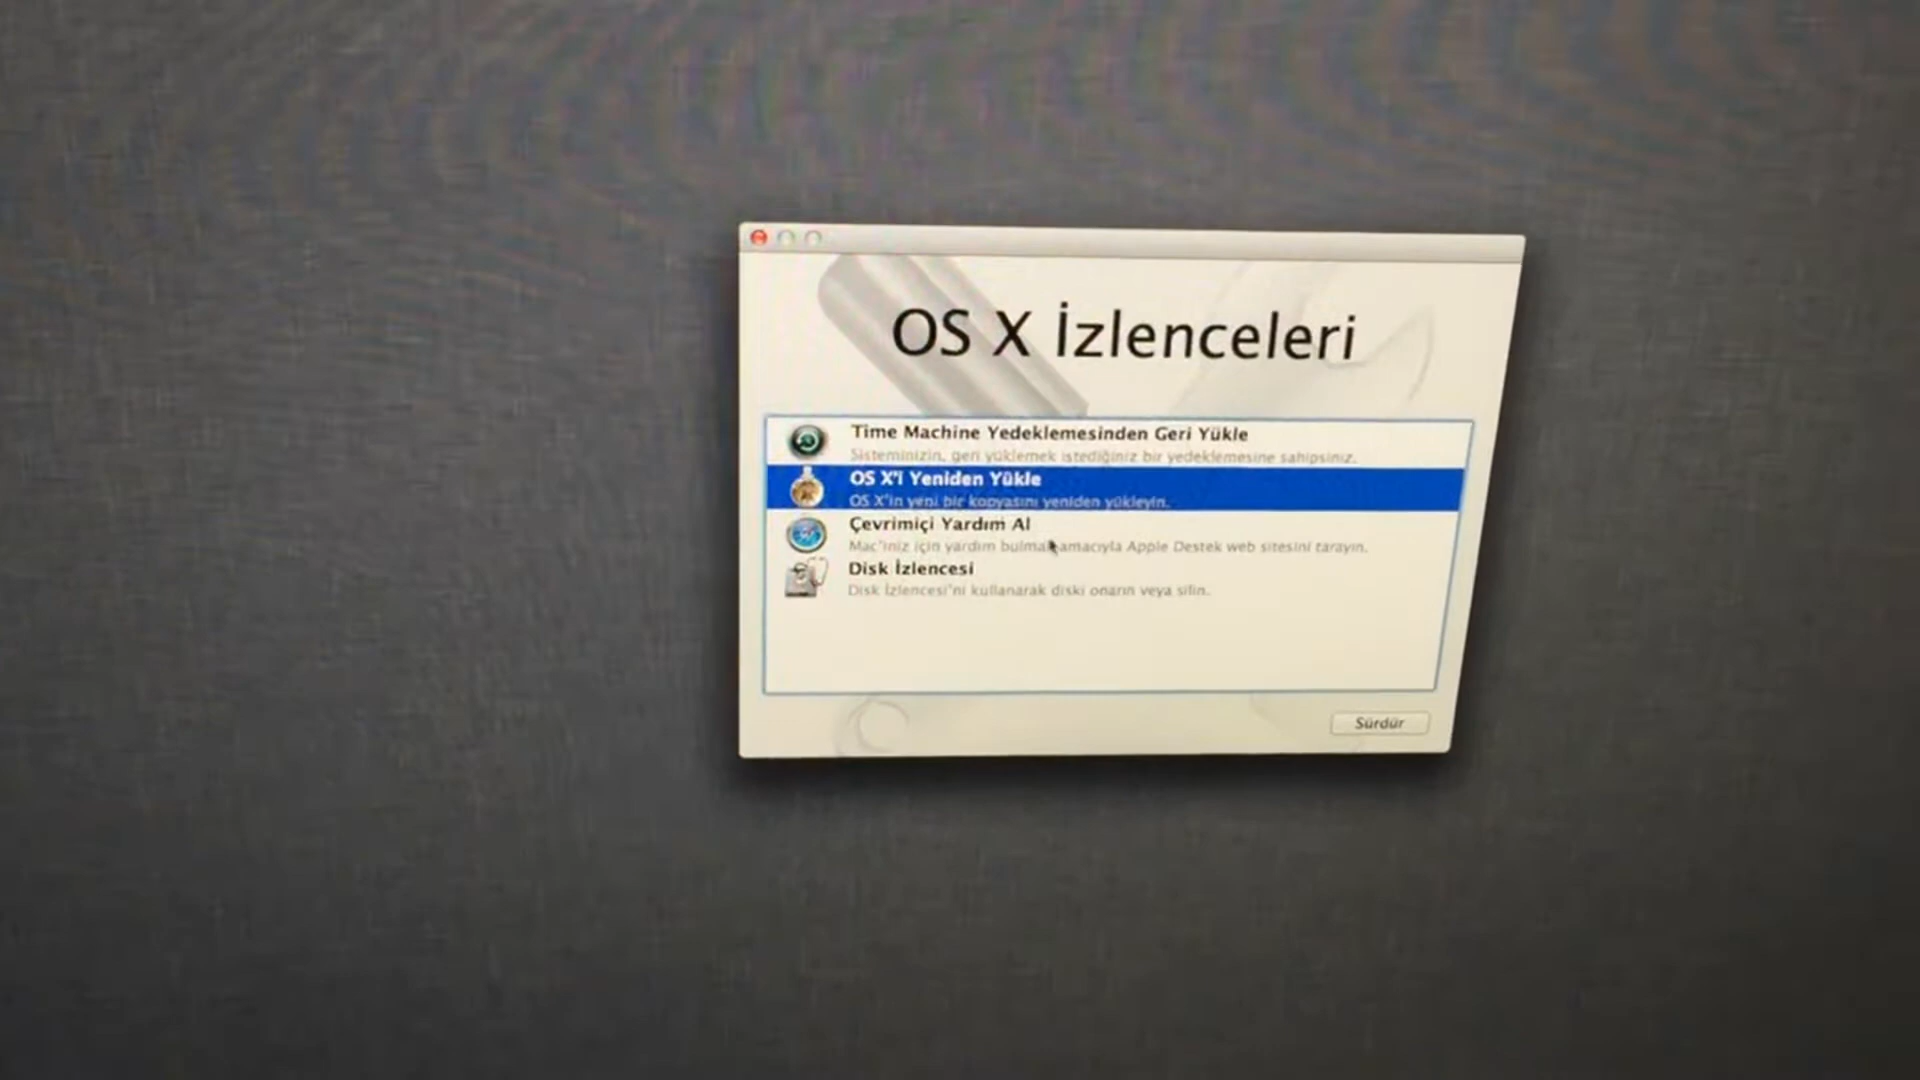 OS X İzlenceleri
Time Machine Yedeklemesinden Geri Yükle
Sisteminizin, geri yüklemek istediğiniz bir yedeklemesine sahipsiniz.
OS X'i Yeniden Yükle
OS X'in yeni bir kopyasını yeniden yükleyin.
Çevrimiçi Yardım Al
Mac'iniz için yardım bulmak amacıyla Apple Destek web sitesini tarayın.
Disk İzlencesi
Disk İzlencesi'ni kullanarak diski onarın veya silin.
Sürdür